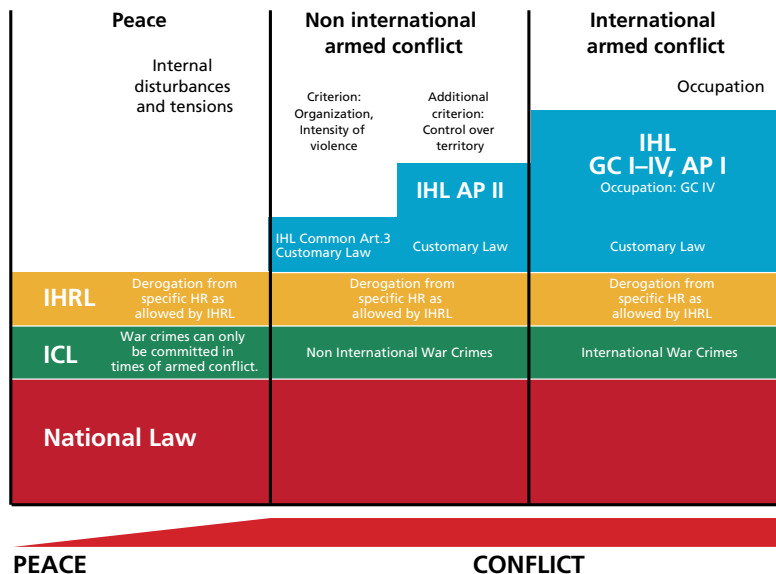 Peace
Internal
disturbances
and tensions
Non international
armed conflict
Criterion:
Organization,
Intensity of
violence
Additional
criterion:
Control over
territory
International
armed conflict
Occupation
IHL
GC I–IV, AP I
Occupation: GC IV
IHL AP II
IHL Common Art.3
Customary Law
Customary Law
Customary Law
IHRL
Derogation from
specific HR as
allowed by IHRL
Derogation from
specific HR as
allowed by IHRL
Derogation from
specific HR as
allowed by IHRL
ICL
War crimes can only
be committed in
times of armed conflict.
Non International War Crimes
International War Crimes
National Law
PEACE
CONFLICT